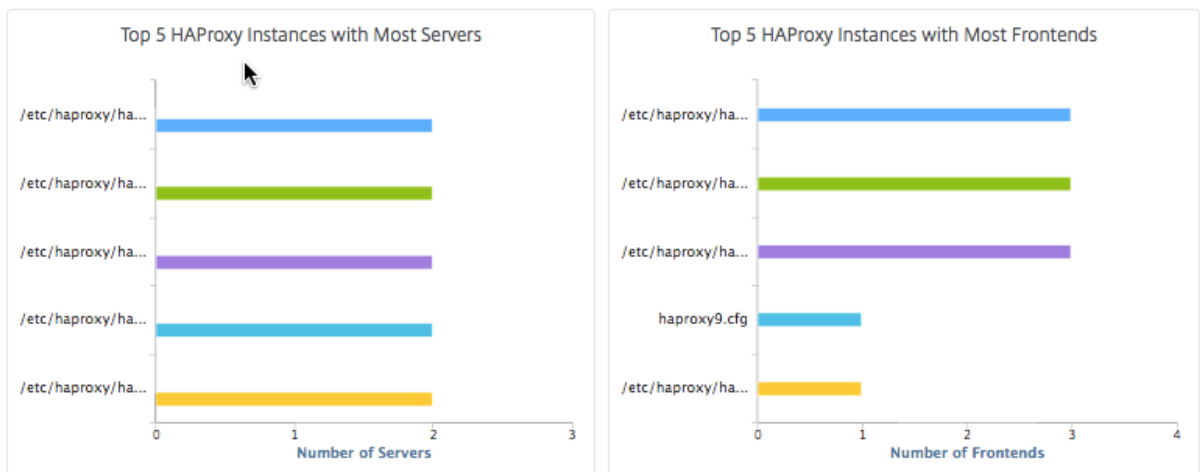 Top 5 HAProxy Instances with Most Servers
/etc/haproxy/ha...
/etc/haproxy/ha...
/etc/haproxy/ha...
/etc/haproxy/ha...
/etc/haproxy/ha...
0 1 2 3
Number of Servers
Top 5 HAProxy Instances with Most Frontends
/etc/haproxy/ha...
/etc/haproxy/ha...
/etc/haproxy/ha...
haproxy9.cfg
/etc/haproxy/ha...
0 1 2 3 4
Number of Frontends